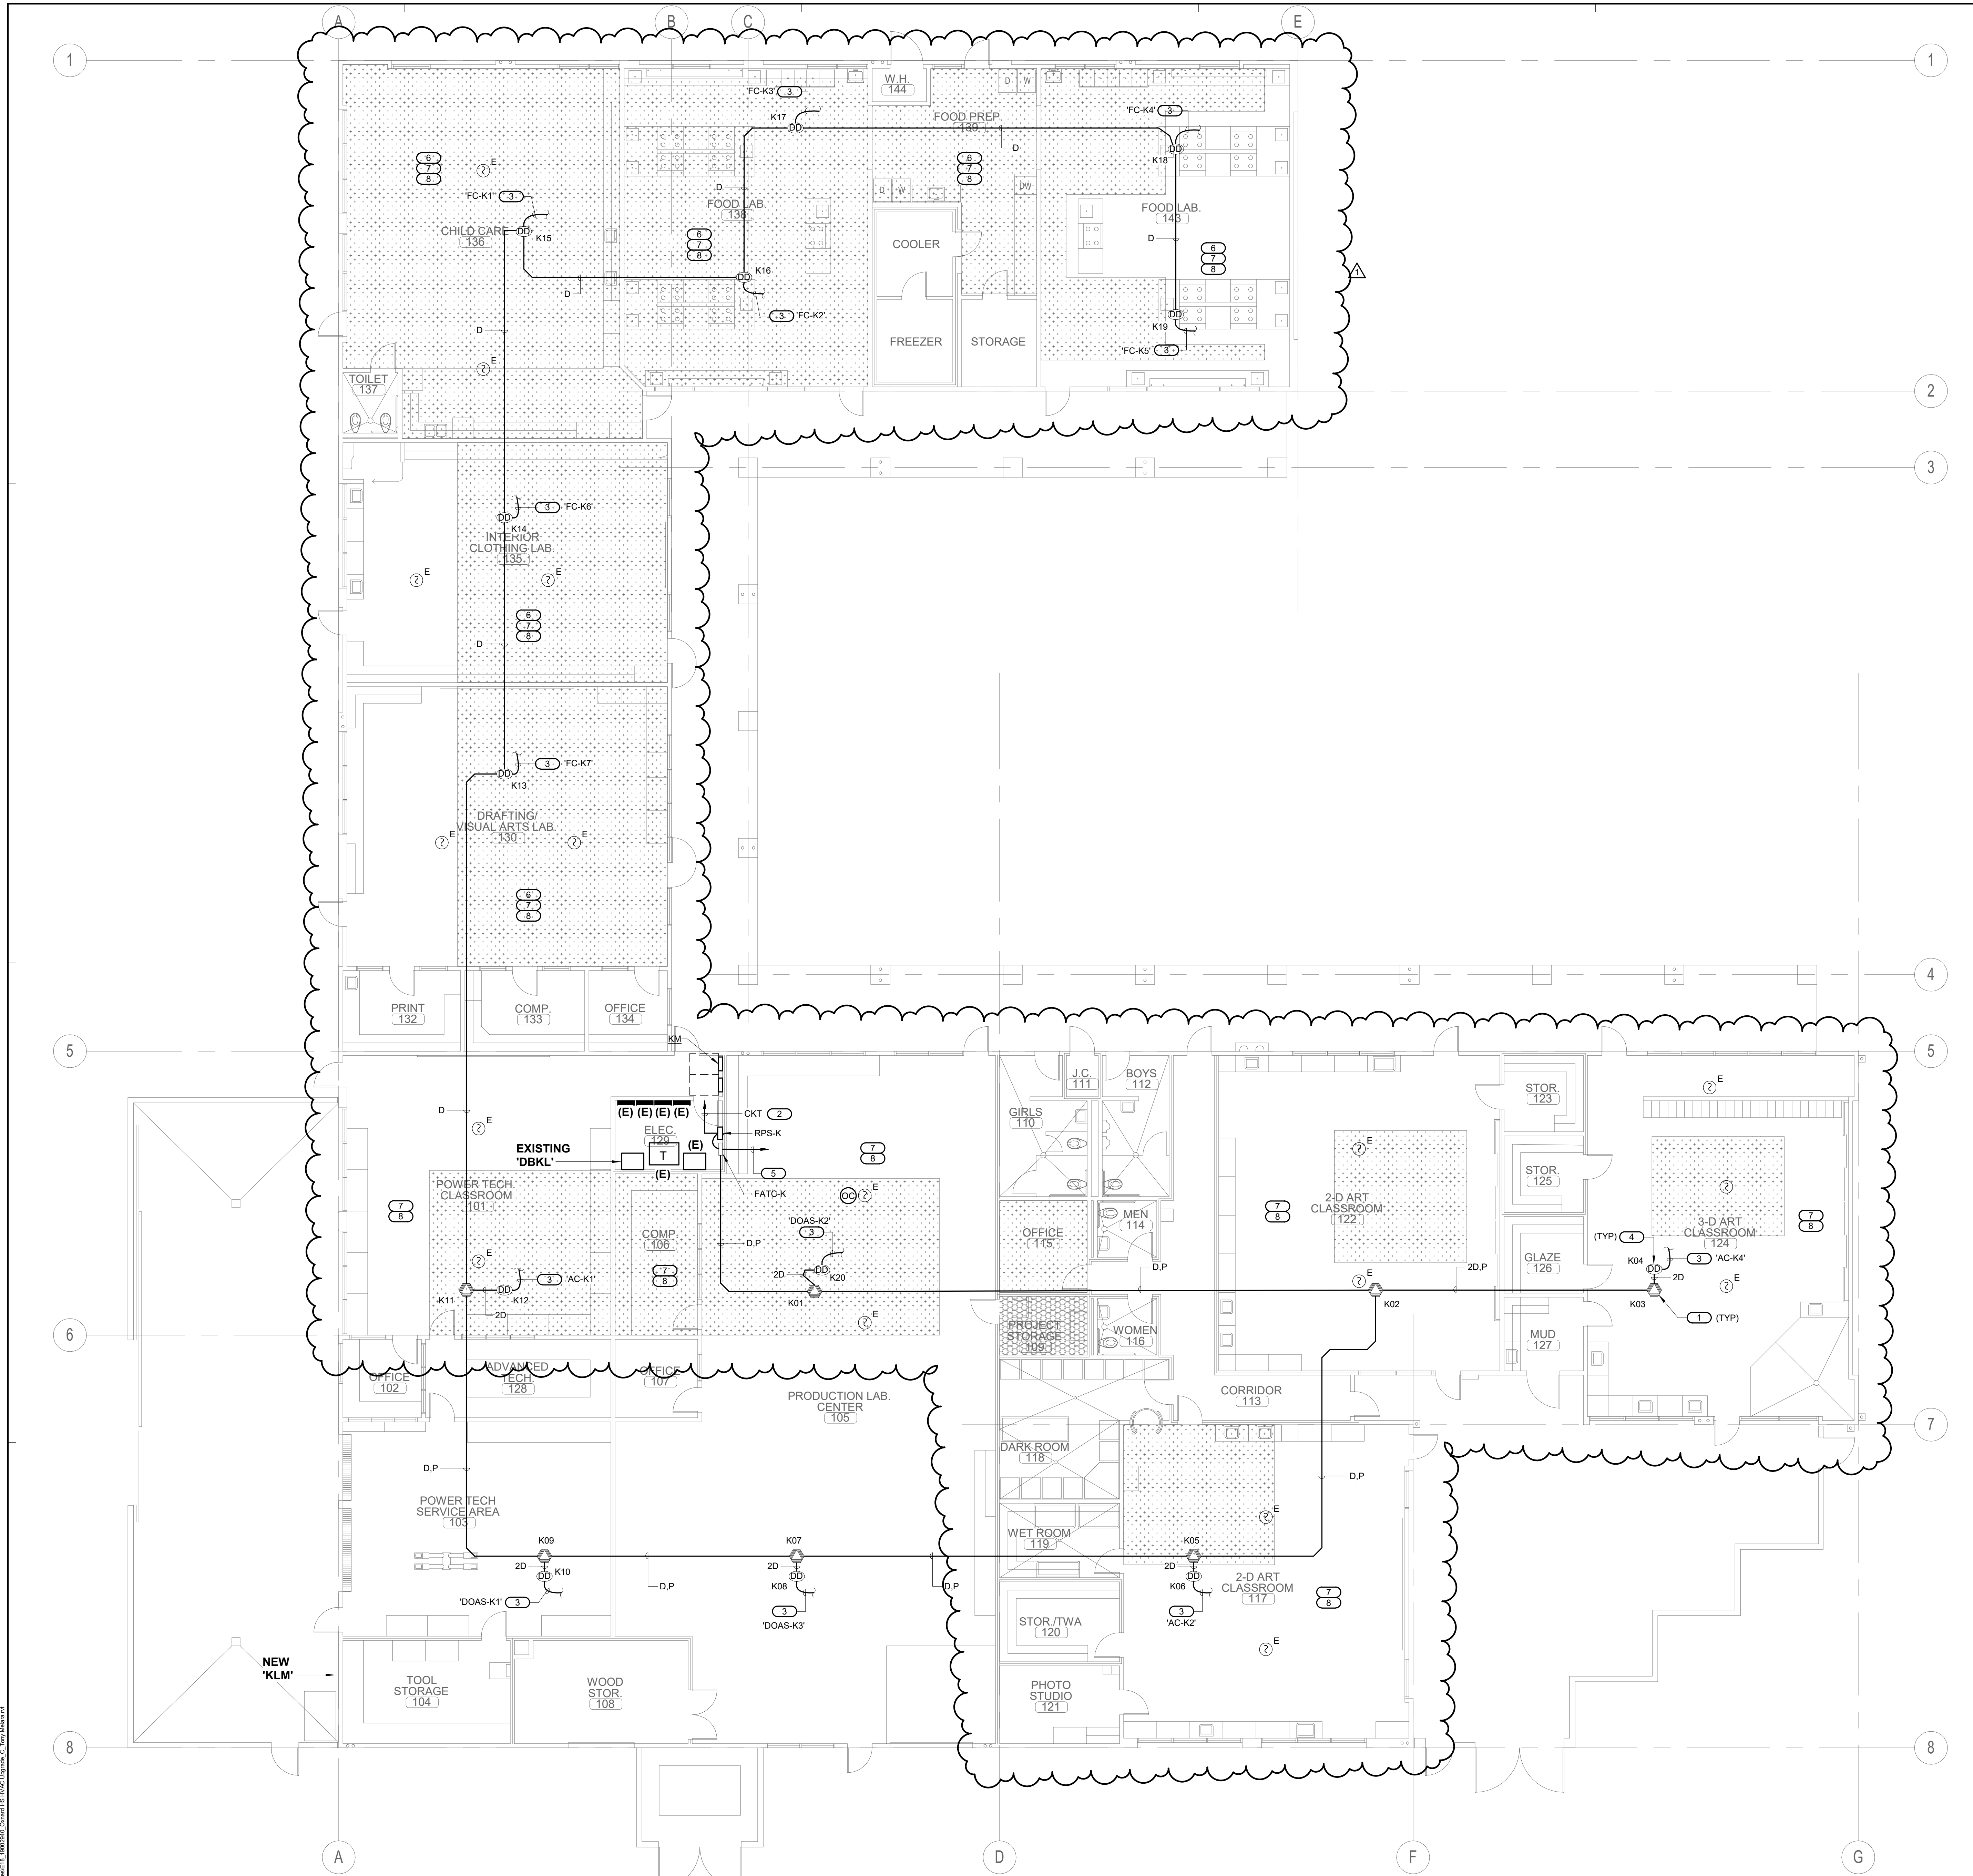 A
B
C
E
1
1
W.H.
144
D
W
'FC-K3'
3
K17
DD
FOOD PREP.
139
'FC-K4'
3
DD
K18
D
6
7
8
E
6
7
8
D
W
DW
'FC-K1'
3
D
FOOD LAB.
138
FOOD LAB.
143
CHILD CARE
136
DD
K15
6
7
8
D
6
7
8
COOLER
K16
DD
1
D
3
'FC-K2'
DD
K19
D
FREEZER
STORAGE
'FC-K5'
3
E
TOILET
137
2
3
3
'FC-K6'
DD
K14
INTERIOR
CLOTHING LAB.
135
E
E
6
7
8
D
3
'FC-K7'
DD
K13
DRAFTING/
VISUAL ARTS LAB.
130
E
E
6
7
8
4
PRINT
132
COMP.
133
OFFICE
134
KM
5
5
J.C.
111
BOYS
112
STOR.
123
E
D
E
(E) (E) (E) (E)
CKT
2
GIRLS
110
ELEC.
129
RPS-K
EXISTING
'DBKL'
T
(E)
(E)
7
8
E
5
STOR.
125
POWER TECH.
CLASSROOM
101
FATC-K
OC
E
2-D ART
CLASSROOM
122
7
8
7
8
MEN
114
3-D ART
CLASSROOM
124
7
8
'DOAS-K2'
3
COMP.
106
OFFICE
115
(TYP)
4
E
D,P
GLAZE
126
K04
3
'AC-K4'
7
8
DD
K20
2D
D,P
2D,P
DD
2D
E
3
'AC-K1'
E
K11
DD
K12
2D
K01
K02
K03
1
(TYP)
E
6
6
PROJECT
STORAGE
109
WOMEN
116
MUD
127
OFFICE
102
ADVANCED
TECH.
128
OFFICE
107
PRODUCTION LAB.
CENTER
105
CORRIDOR
113
7
DARK ROOM
118
D,P
D,P
POWER TECH
SERVICE AREA
103
E
WET ROOM
119
K09
K07
K05
2D
DD
K10
2D
DD
K08
D,P
D,P
2D
DD
K06
2-D ART
CLASSROOM
117
7
8
'DOAS-K1'
3
3
'DOAS-K3'
3
'AC-K2'
STOR./TWA
120
E
NEW
'KLM'
TOOL
STORAGE
104
WOOD
STOR.
108
PHOTO
STUDIO
121
8
8
A
D
F
G